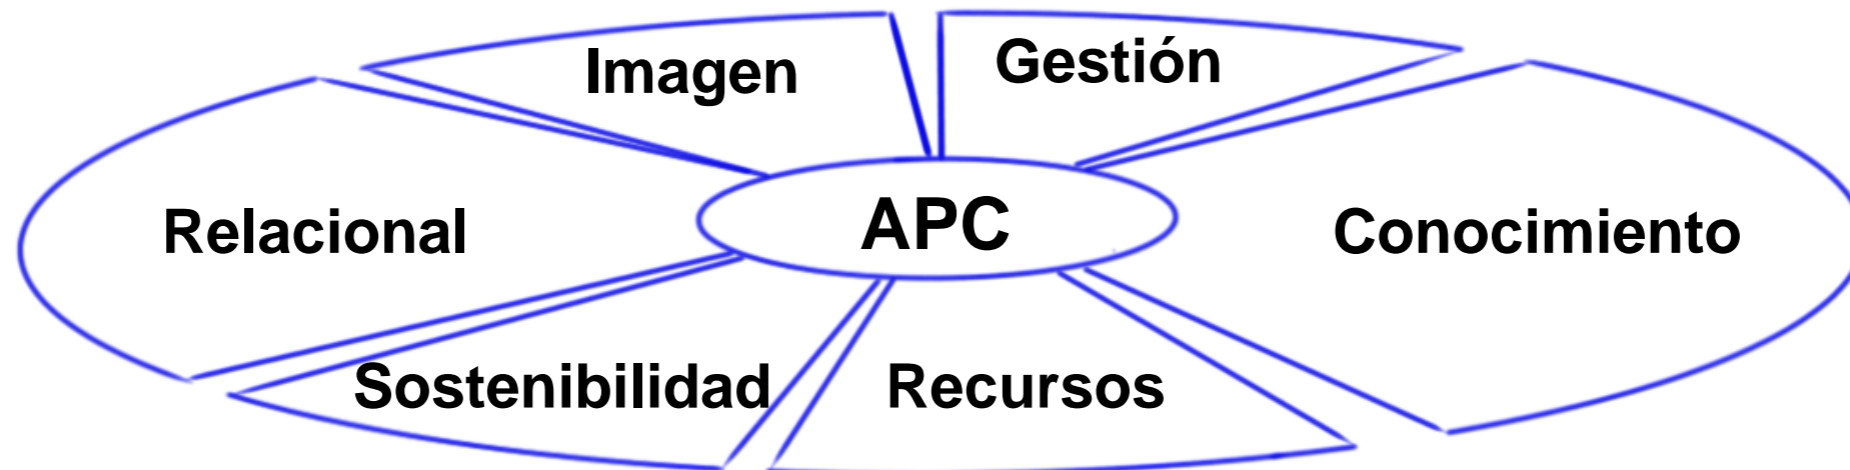 Imagen
Gestión
Relacional
APC
Conocimiento
Sostenibilidad
Recursos